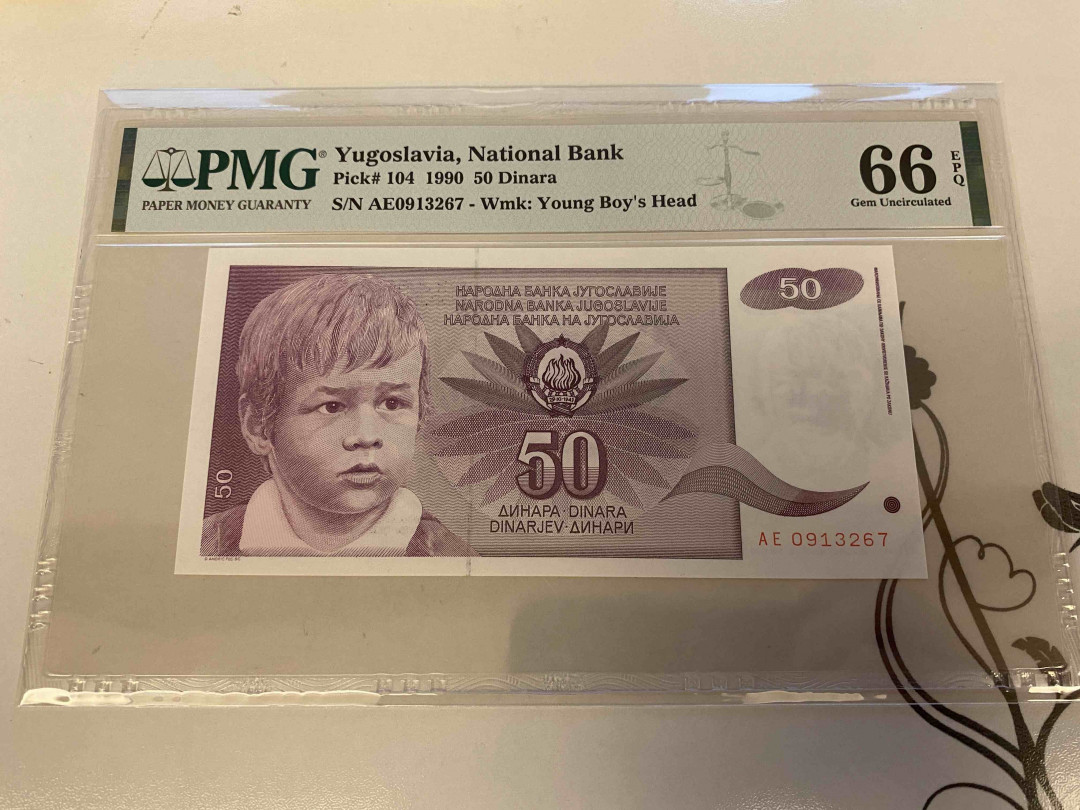 PMG®
PAPER MONEY GUARANTY
Yugoslavia, National Bank
Pick# 104 1990 50 Dinara
S/N AE0913267 - Wmk: Young Boy's Head
66
EPQ
Gem Uncirculated
НАРОДНА БАНКА ЈУГОСЛАВИЈЕ
NARODNA BANKA JUGOSLAVIJE
НАРОДНА БАНКА НА ЈУГОСЛАВИЈА
50
50
50
ДИНАРА · DINARA
DINARJEV · ДИНАРИ
AE 0913267